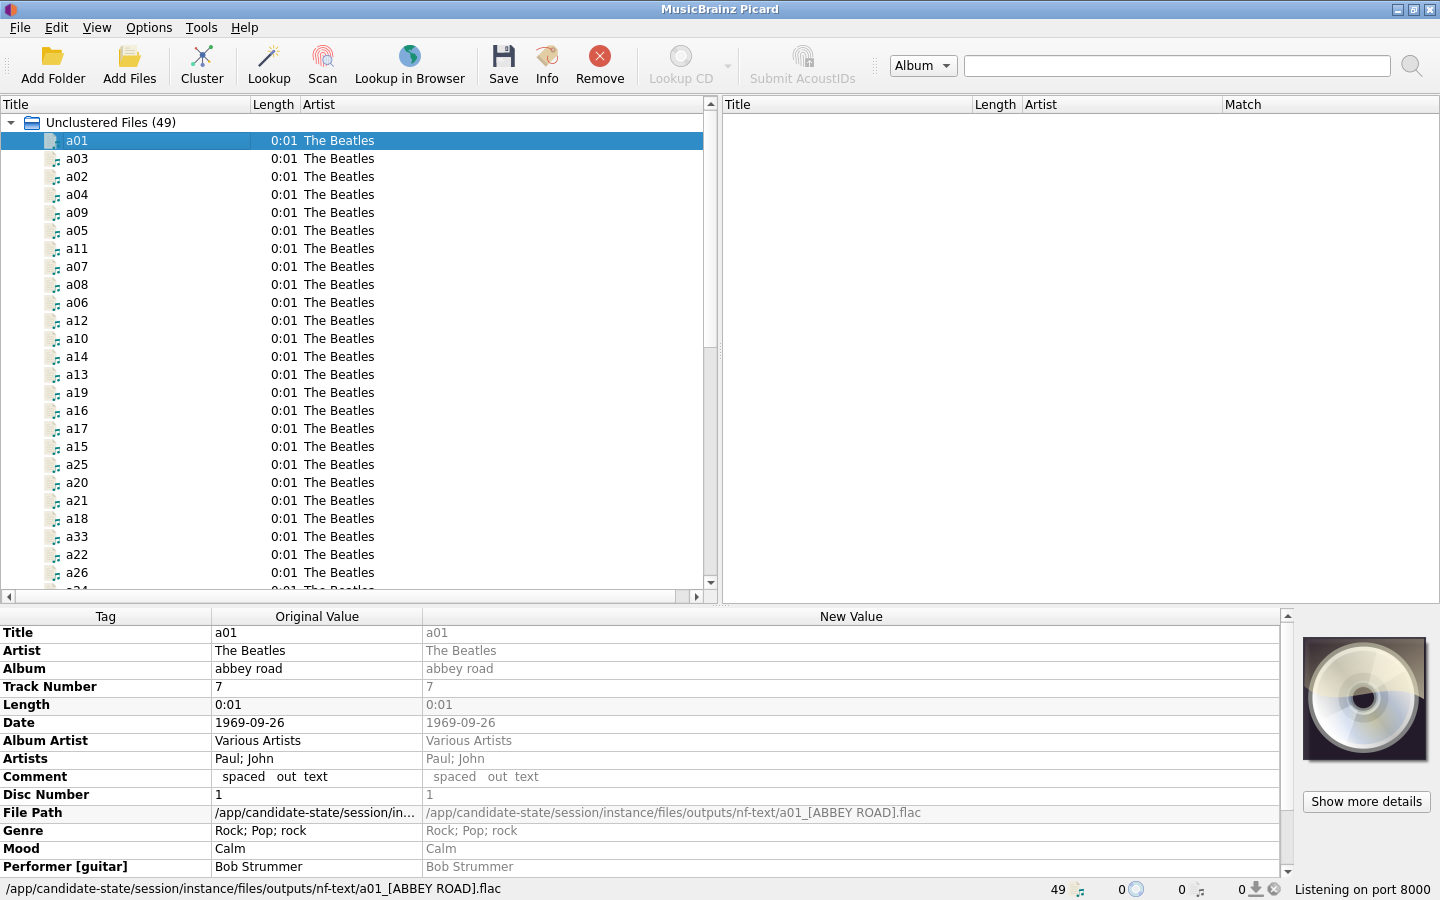 MusicBrainz Picard
File Edit View Options Tools Help
Add Folder Add Files Cluster Lookup Scan Lookup in Browser Save Info Remove Lookup CD Submit AcoustIDs Album
Title Length Artist
Unclustered Files (49)
a01 0:01 The Beatles
a03 0:01 The Beatles
a02 0:01 The Beatles
a04 0:01 The Beatles
a09 0:01 The Beatles
a05 0:01 The Beatles
a11 0:01 The Beatles
a07 0:01 The Beatles
a08 0:01 The Beatles
a06 0:01 The Beatles
a12 0:01 The Beatles
a10 0:01 The Beatles
a14 0:01 The Beatles
a13 0:01 The Beatles
a19 0:01 The Beatles
a16 0:01 The Beatles
a17 0:01 The Beatles
a15 0:01 The Beatles
a25 0:01 The Beatles
a20 0:01 The Beatles
a21 0:01 The Beatles
a18 0:01 The Beatles
a33 0:01 The Beatles
a22 0:01 The Beatles
a26 0:01 The Beatles
Title Length Artist Match
Tag Original Value New Value
Title a01 a01
Artist The Beatles The Beatles
Album abbey road abbey road
Track Number 7 7
Length 0:01 0:01
Date 1969-09-26 1969-09-26
Album Artist Various Artists Various Artists
Artists Paul; John Paul; John
Comment spaced out text spaced out text
Disc Number 1 1
File Path /app/candidate-state/session/in... /app/candidate-state/session/instance/files/outputs/nf-text/a01_[ABBEY ROAD].flac
Genre Rock; Pop; rock Rock; Pop; rock
Mood Calm Calm
Performer [guitar] Bob Strummer Bob Strummer
Show more details
/app/candidate-state/session/instance/files/outputs/nf-text/a01_[ABBEY ROAD].flac 49 0 0 0 Listening on port 8000